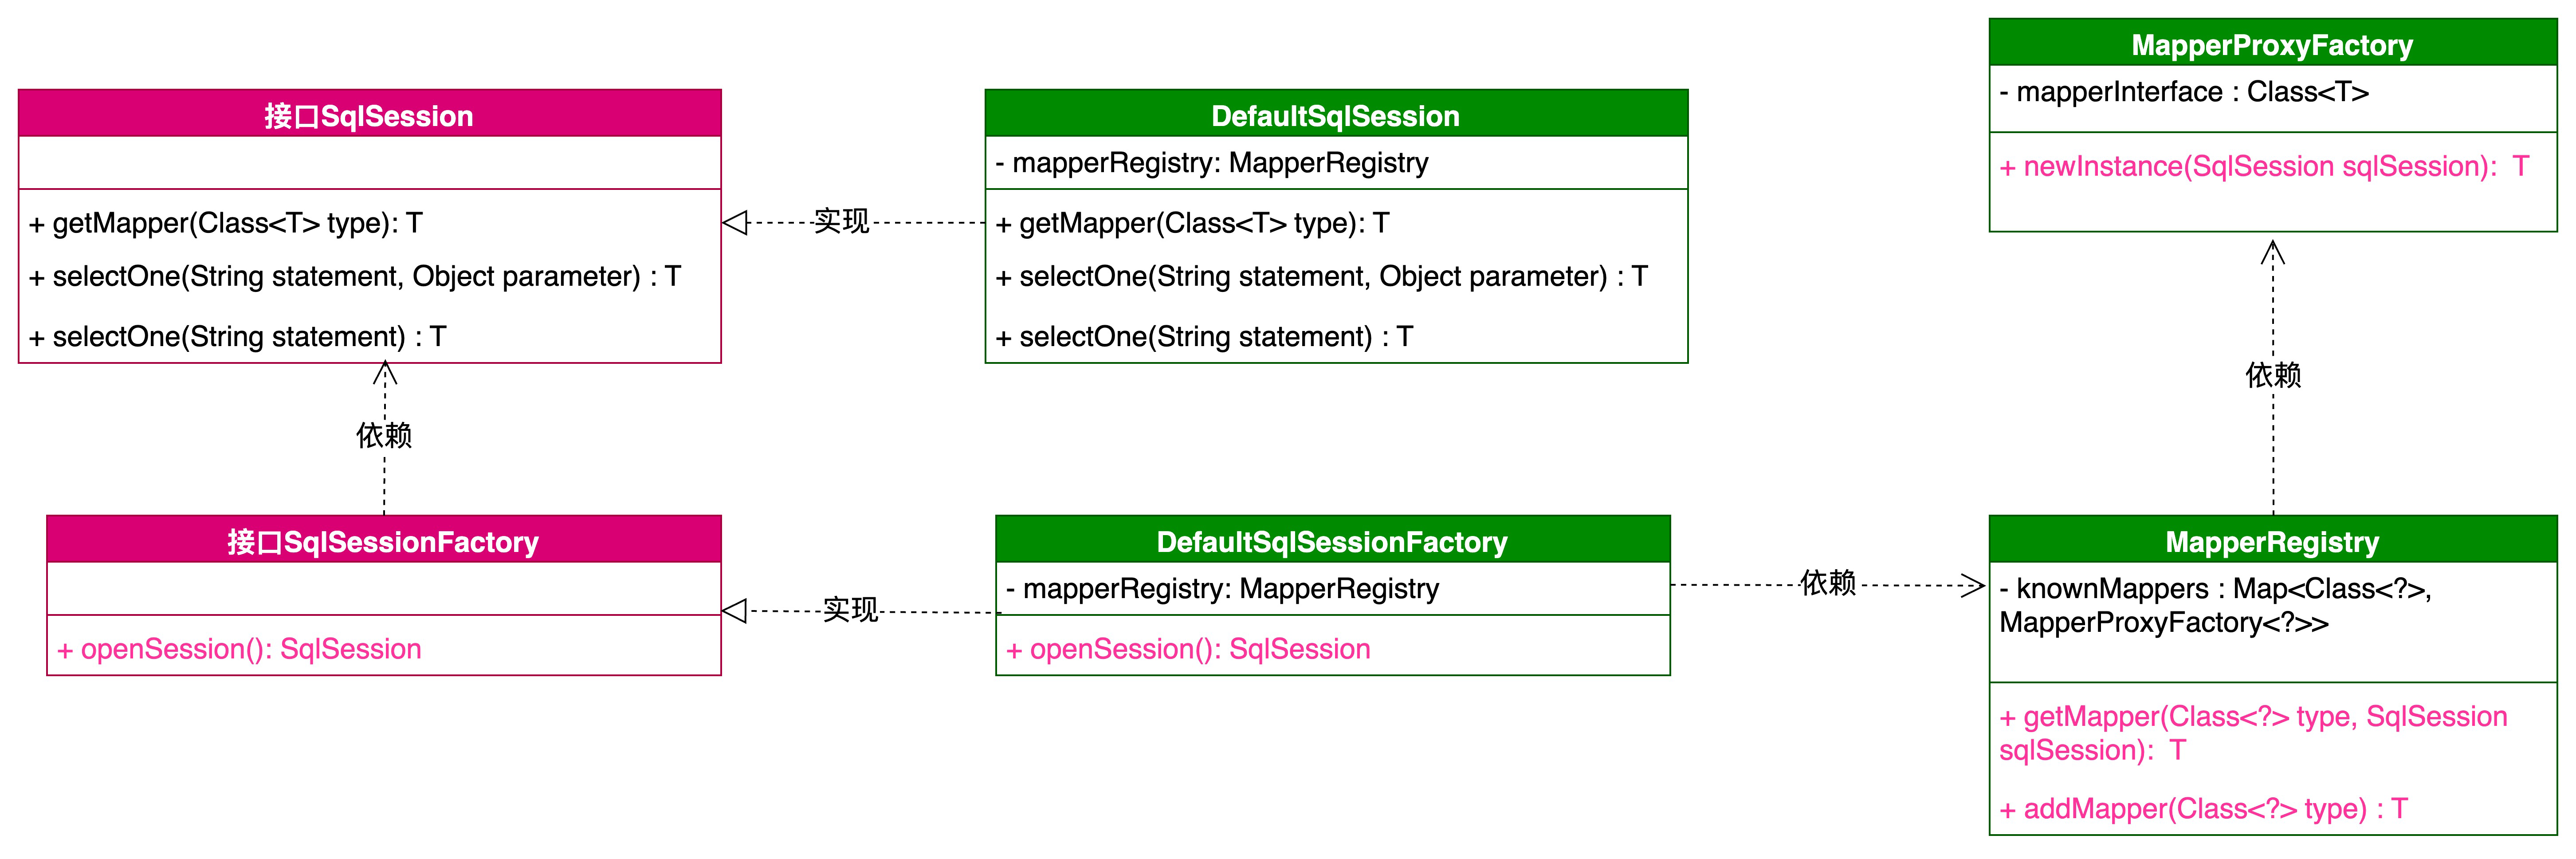 接口SqlSession
+ getMapper(Class<T> type): T
+ selectOne(String statement, Object parameter) : T
+ selectOne(String statement) : T
实现
DefaultSqlSession
- mapperRegistry: MapperRegistry
+ getMapper(Class<T> type): T
+ selectOne(String statement, Object parameter) : T
+ selectOne(String statement) : T
MapperProxyFactory
- mapperInterface : Class<T>
+ newInstance(SqlSession sqlSession): T
依赖
依赖
接口SqlSessionFactory
+ openSession(): SqlSession
实现
DefaultSqlSessionFactory
- mapperRegistry: MapperRegistry
+ openSession(): SqlSession
依赖
MapperRegistry
- knownMappers : Map<Class<?>,
MapperProxyFactory<?>>
+ getMapper(Class<?> type, SqlSession
sqlSession): T
+ addMapper(Class<?> type) : T